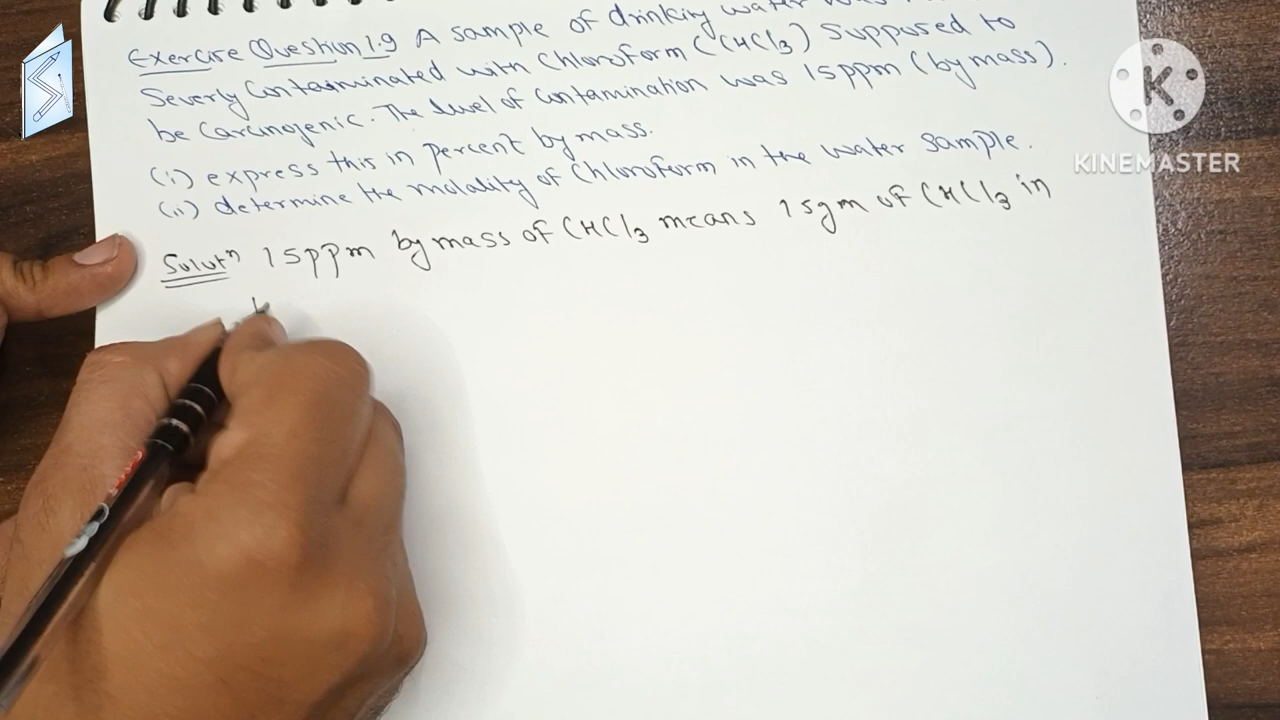 Exercise Question 1.9 A sample of drinking water was
Severly Contaminated with Chloroform (CHCl3) Supposed to
be Carcinogenic. The level of Contamination was 15ppm (by mass).
(i) express this in percent by mass.
(ii) determine the molality of Chloroform in the water sample.
Solutn 15ppm by mass of CHCl3 means 15gm of CHCl3 in
K
KINEMASTER